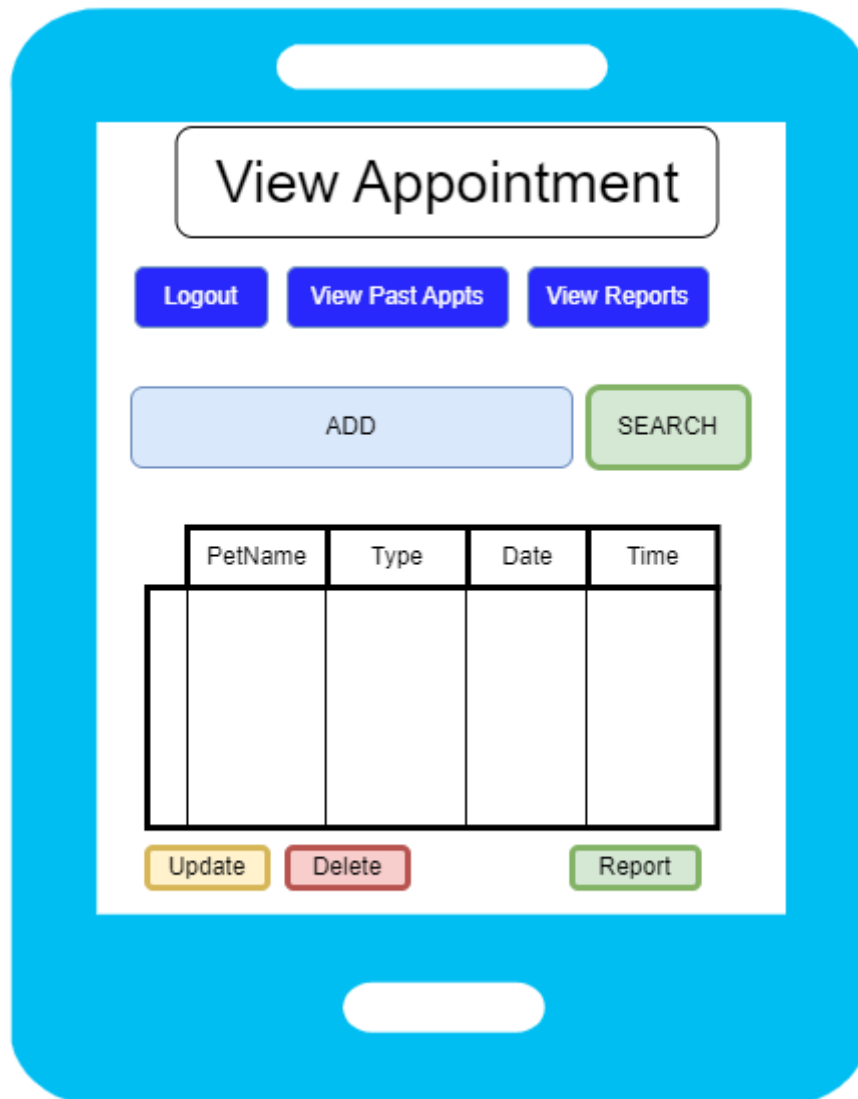 View Appointment
Logout View Past Appts View Reports
ADD SEARCH
PetName Type Date Time
Update Delete Report